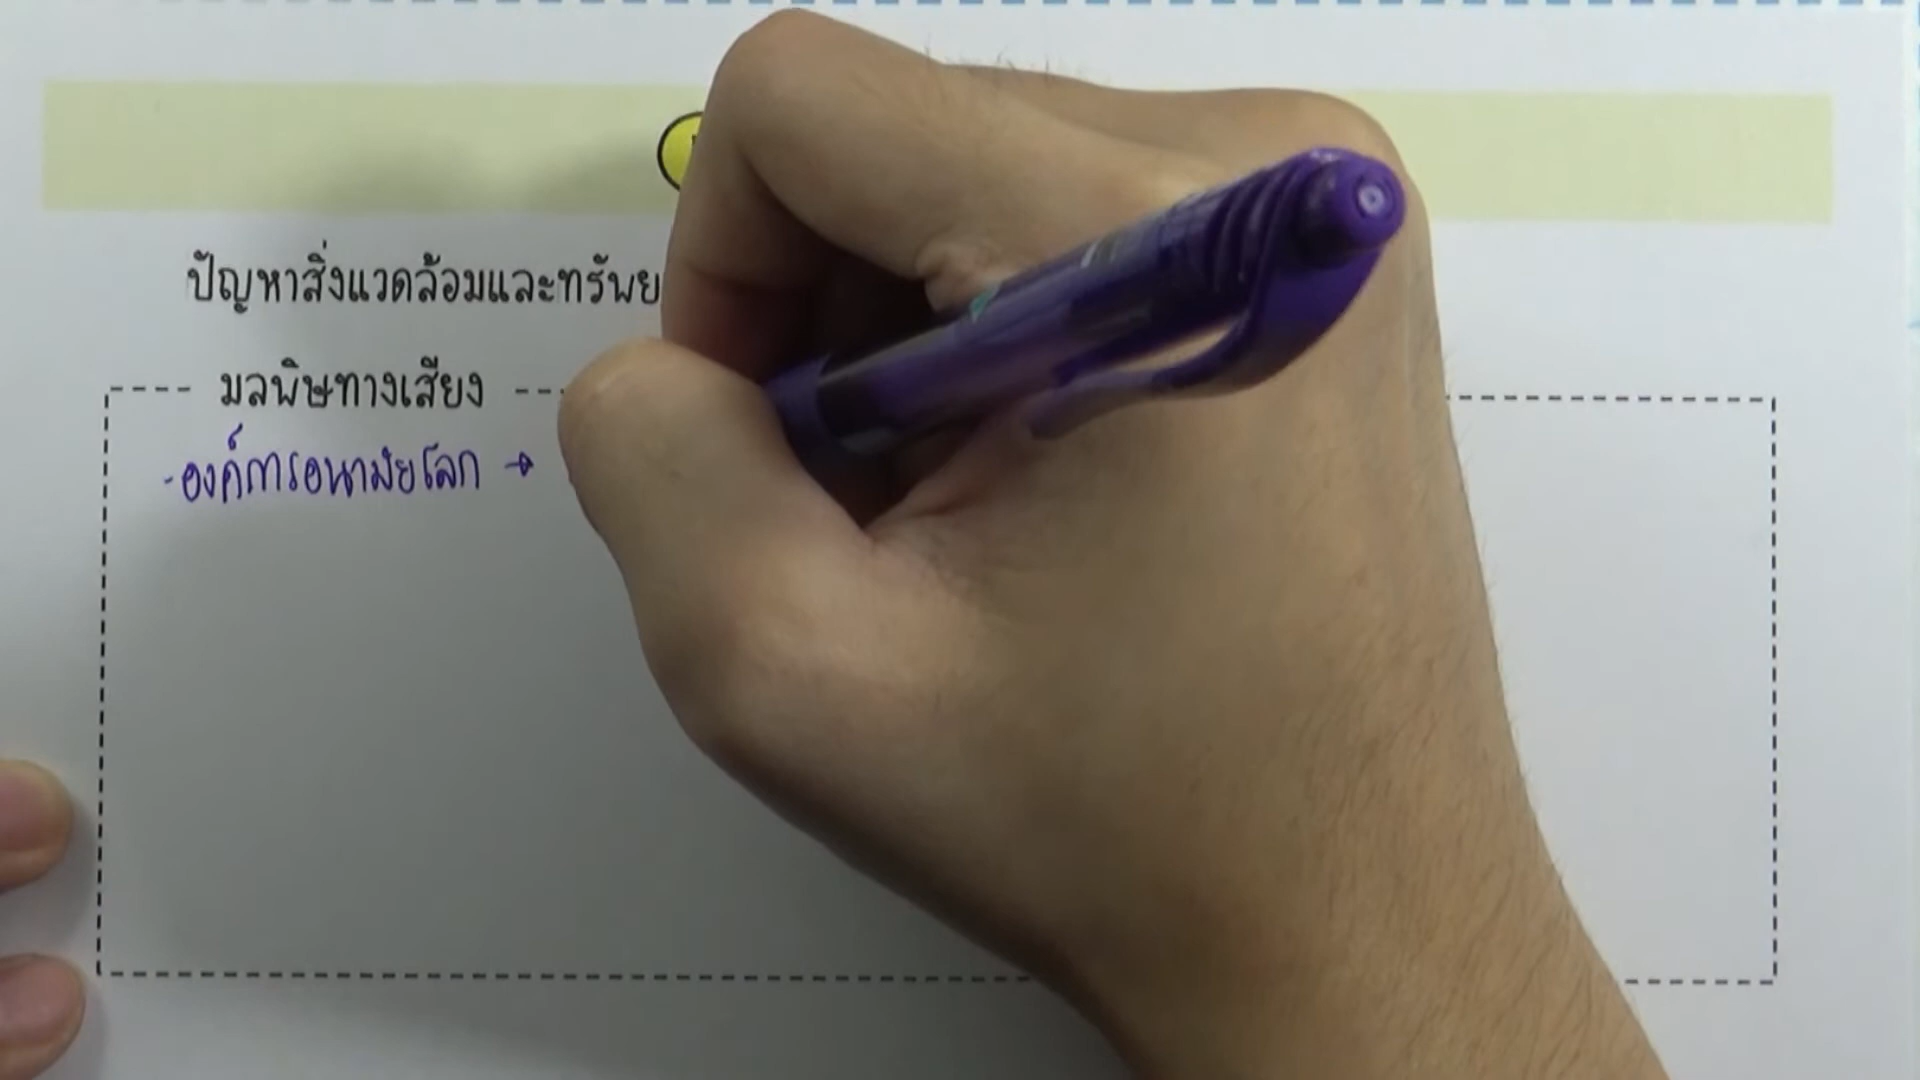 ปัญหาสิ่งแวดล้อมและทรัพย
มลพิษทางเสียง
-องค์การอนามัยโลก →